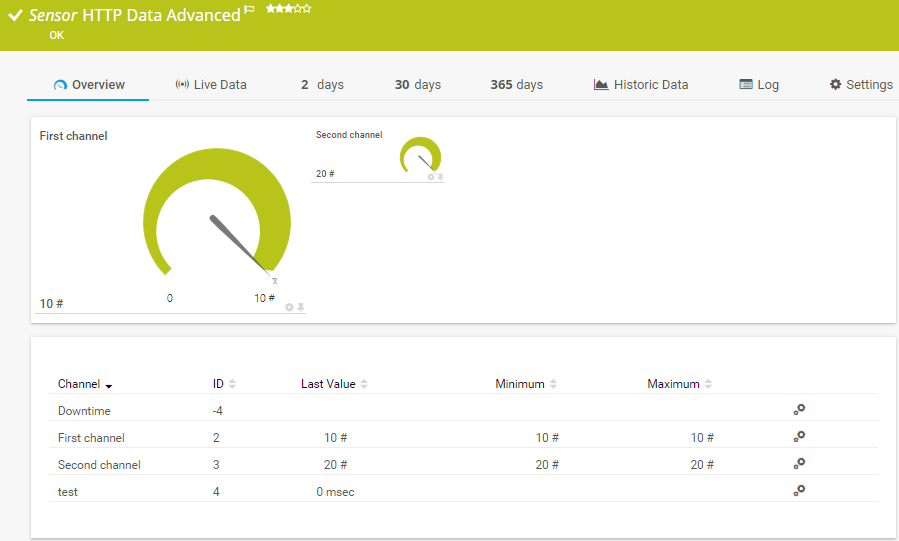 Sensor HTTP Data Advanced
OK
Overview Live Data 2 days 30 days 365 days Historic Data Log Settings
First channel
Second channel
20 #
0 10 #
10 #
Channel ID Last Value Minimum Maximum
Downtime -4
First channel 2 10 # 10 # 10 #
Second channel 3 20 # 20 # 20 #
test 4 0 msec